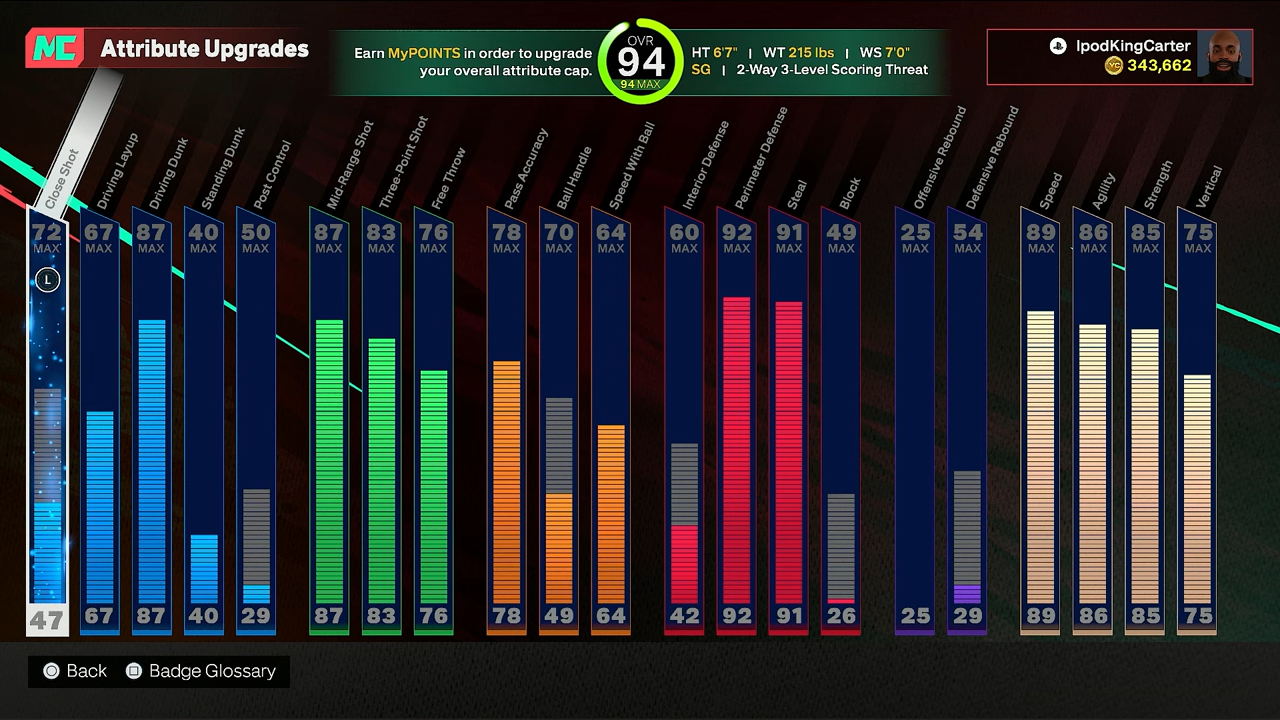 MC Attribute Upgrades
Earn MyPOINTS in order to upgrade
your overall attribute cap.
OVR
94
94 MAX
HT 6'7" | WT 215 lbs | WS 7'0"
SG | 2-Way 3-Level Scoring Threat
IpodKingCarter
VC 343,662
Close Shot
Driving Layup
Driving Dunk
Standing Dunk
Post Control
Mid-Range Shot
Three-Point Shot
Free Throw
Pass Accuracy
Ball Handle
Speed With Ball
Interior Defense
Perimeter Defense
Steal
Block
Offensive Rebound
Defensive Rebound
Speed
Agility
Strength
Vertical
72 67 87 40 50 87 83 76 78 70 64 60 92 91 49 25 54 89 86 85 75
MAX MAX MAX MAX MAX MAX MAX MAX MAX MAX MAX MAX MAX MAX MAX MAX MAX MAX MAX MAX MAX
L
47 67 87 40 29 87 83 76 78 49 64 42 92 91 26 25 29 89 86 85 75
Back Badge Glossary